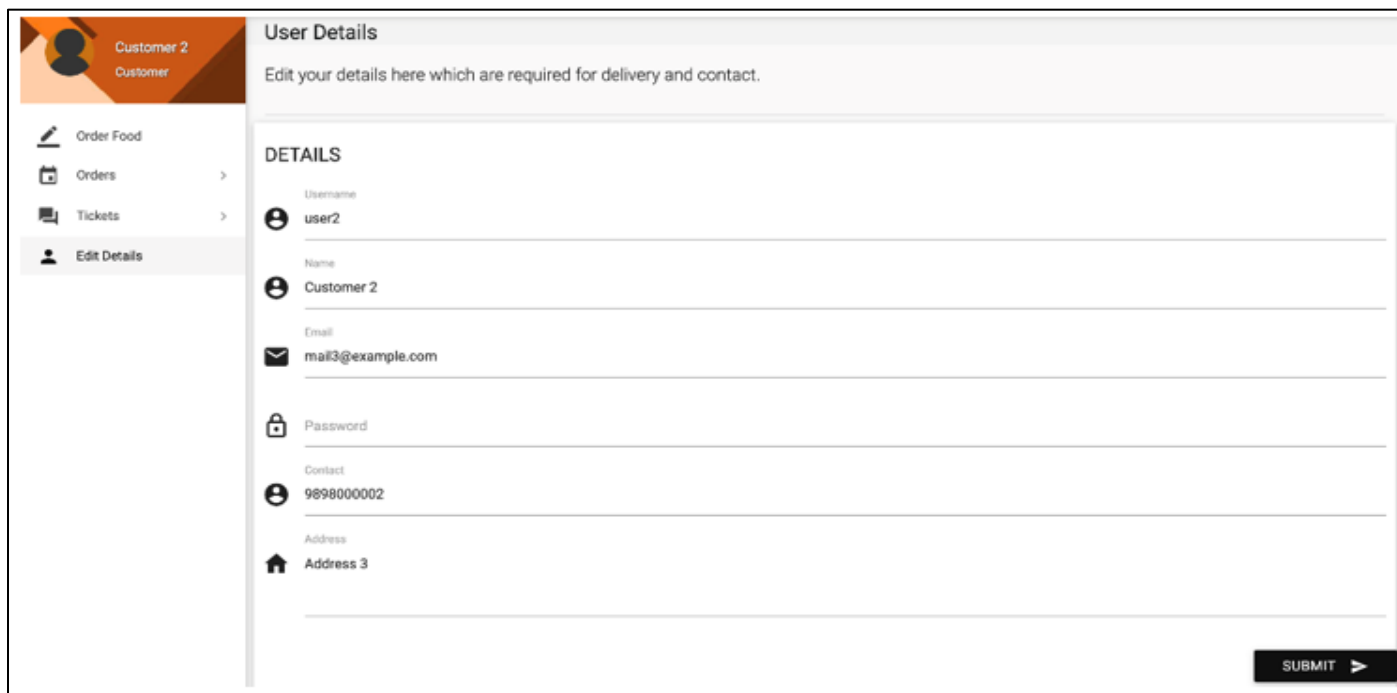 Customer 2
Customer
Order Food
Orders
Tickets
Edit Details
User Details
Edit your details here which are required for delivery and contact.
DETAILS
Username
user2
Name
Customer 2
Email
mail3@example.com
Password
Contact
9898000002
Address
Address 3
SUBMIT